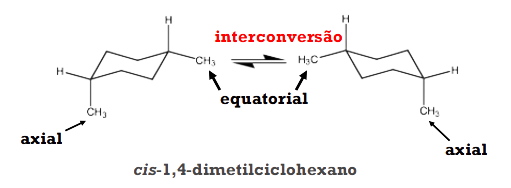 H
interconversão
H
CH₃
H₃C
H
equatorial
H
CH₃
CH₃
axial
axial
cis-1,4-dimetilciclohexano